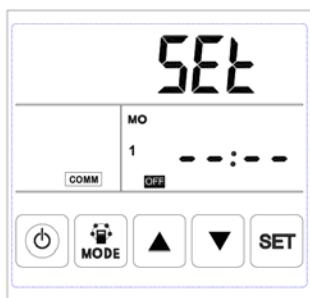 SEt
MO
1
--:--
COMM
OFF
MODE
SET